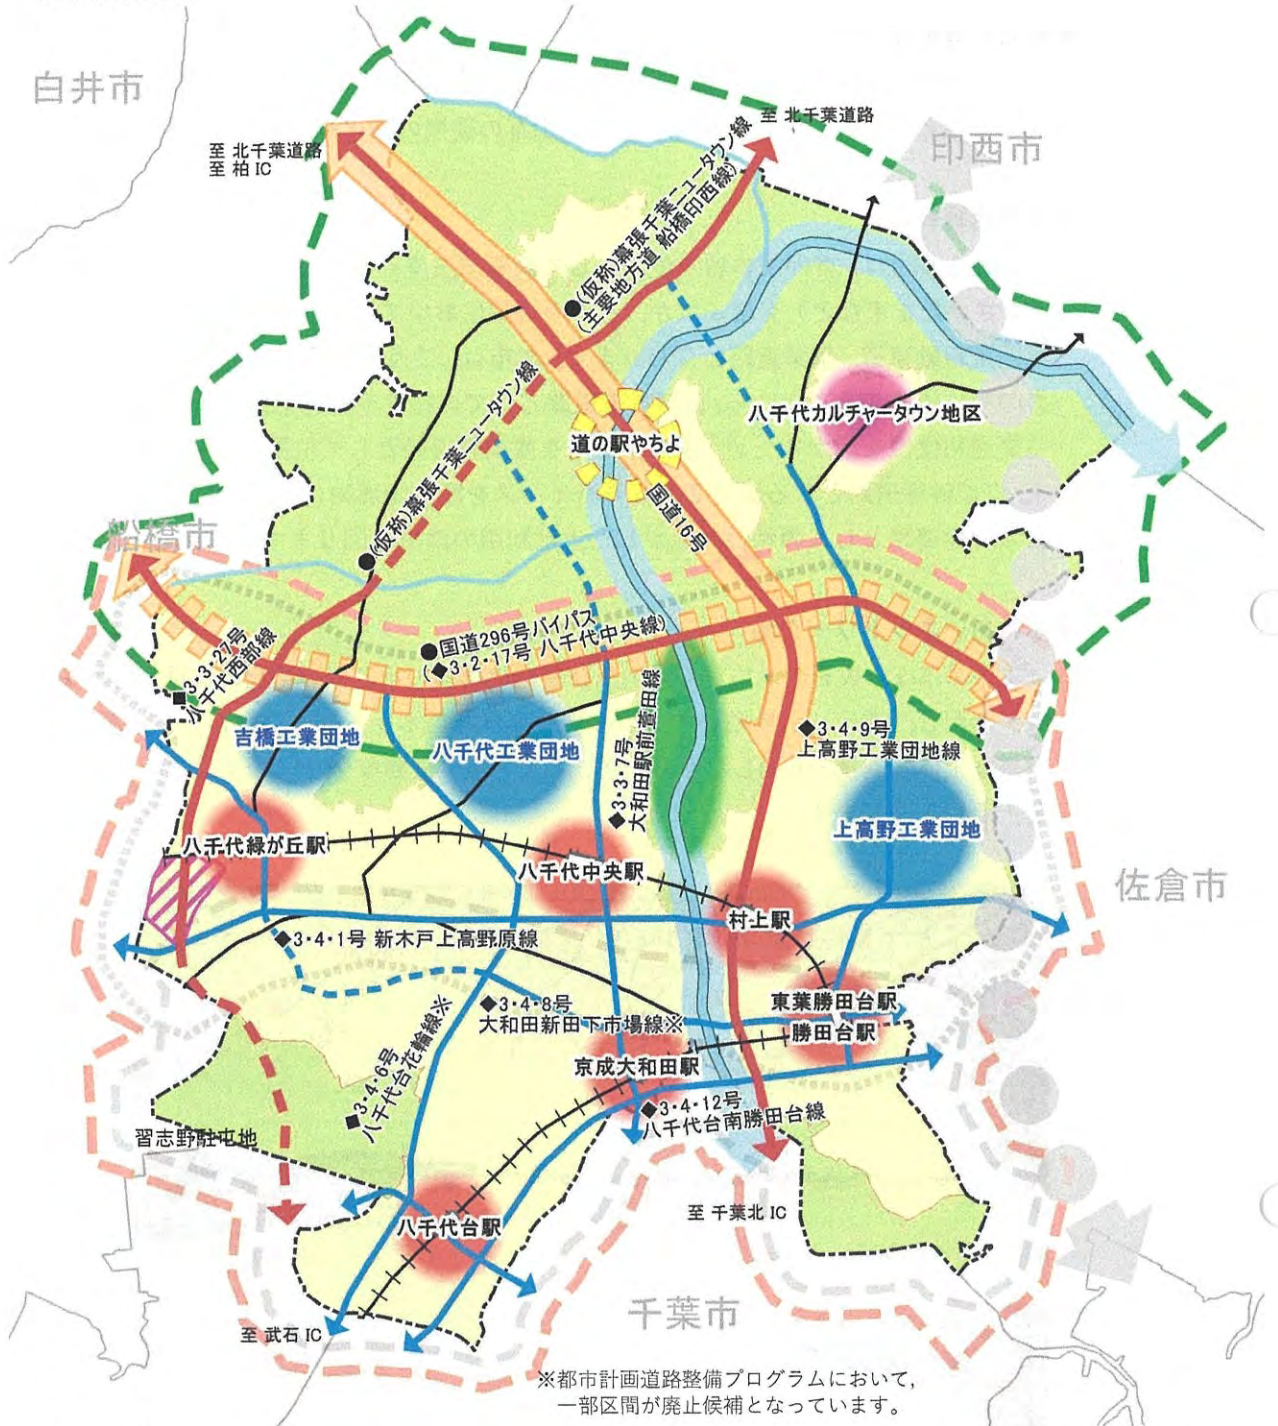 白井市
至 北千葉道路
至 柏 IC
至 北千葉道路
印西市
●(仮称)幕張千葉ニュータウン線
(主要地方道 船橋印西線)
八千代カルチャータウン地区
道の駅やちよ
国道16号
●(仮称)幕張千葉ニュータウン線
船橋市
●国道296号バイパス
(◆3・2・17号 八千代中央線)
■3・3・27号
八千代西部線
吉橋工業団地
八千代工業団地
◆3・3・7号
大和田駅前萱田線
◆3・4・9号
上高野工業団地線
上高野工業団地
八千代緑が丘駅
八千代中央駅
村上駅
佐倉市
◆3・4・1号 新木戸上高野原線
東葉勝田台駅
◆3・4・8号
大和田新田下市場線※
勝田台駅
京成大和田駅
◆3・4・6号
八千代台花輪線※
◆3・4・12号
八千代台南勝田台線
習志野駐屯地
八千代台駅
至 千葉北 IC
千葉市
至 武石 IC
※都市計画道路整備プログラムにおいて,
一部区間が廃止候補となっています。